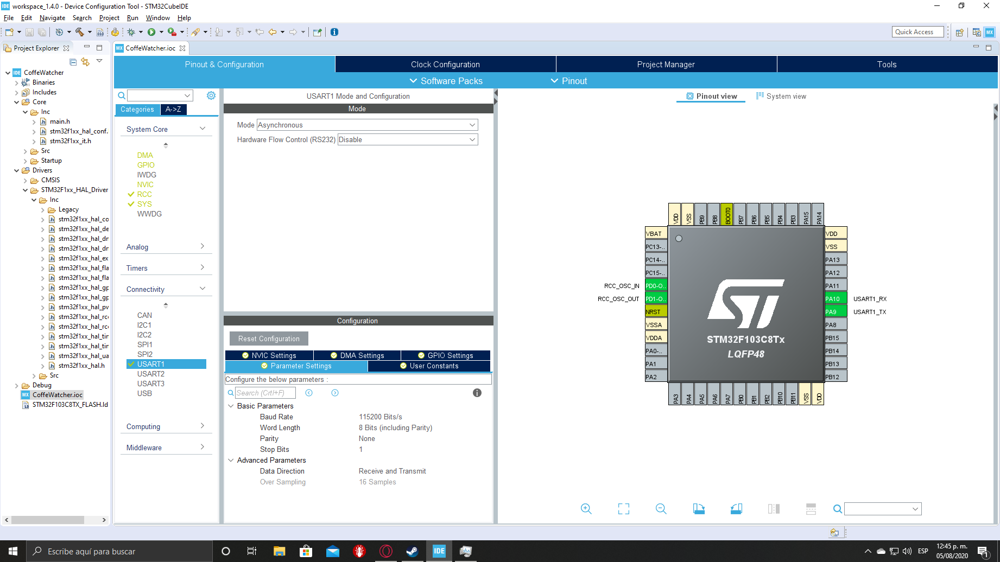 workspace_1.4.0 - Device Configuration Tool - STM32CubeIDE
File Edit Navigate Search Project Run Window Help
Quick Access
Project Explorer
CoffeWatcher.ioc
Pinout & Configuration
Clock Configuration
Project Manager
Tools
Software Packs
Pinout
CoffeWatcher
Binaries
Includes
Core
Inc
main.h
stm32f1xx_hal_conf.
stm32f1xx_it.h
Src
Startup
Drivers
CMSIS
STM32F1xx_HAL_Driver
Inc
Legacy
stm32f1xx_hal_co
stm32f1xx_hal_de
stm32f1xx_hal_dm
stm32f1xx_hal_dm
stm32f1xx_hal_ex
stm32f1xx_hal_fla
stm32f1xx_hal_fla
stm32f1xx_hal_gp
stm32f1xx_hal_gp
stm32f1xx_hal_pw
stm32f1xx_hal_rc
stm32f1xx_hal_rc
stm32f1xx_hal_tir
stm32f1xx_hal_tir
stm32f1xx_hal_ua
stm32f1xx_hal.h
Src
Debug
CoffeWatcher.ioc
STM32F103C8TX_FLASH.ld
Categories
A->Z
System Core
DMA
GPIO
IWDG
NVIC
RCC
SYS
WWDG
Analog
Timers
Connectivity
CAN
I2C1
I2C2
SPI1
SPI2
USART1
USART2
USART3
USB
Computing
Middleware
USART1 Mode and Configuration
Mode
Mode Asynchronous
Hardware Flow Control (RS232) Disable
Configuration
Reset Configuration
NVIC Settings
DMA Settings
GPIO Settings
Parameter Settings
User Constants
Configure the below parameters :
Search (Crtl+F)
Basic Parameters
Baud Rate 115200 Bits/s
Word Length 8 Bits (including Parity)
Parity None
Stop Bits 1
Advanced Parameters
Data Direction Receive and Transmit
Over Sampling 16 Samples
Pinout view
System view
VDD VSS PB9 PB8 BOOT0 PB7 PB6 PB5 PB4 PB3 PA15 PA14
VBAT
PC13-..
PC14-..
PC15-..
RCC_OSC_IN PD0-O..
RCC_OSC_OUT PD1-O..
NRST
VSSA
VDDA
PA0-..
PA1
PA2
STM32F103C8Tx
LQFP48
VDD
VSS
PA13
PA12
PA11
PA10 USART1_RX
PA9 USART1_TX
PA8
PB15
PB14
PB13
PB12
PA3 PA4 PA5 PA6 PA7 PB0 PB1 PB2 PB10 PB11 VSS VDD
Escribe aquí para buscar
ESP
12:45 p. m.
05/08/2020
1